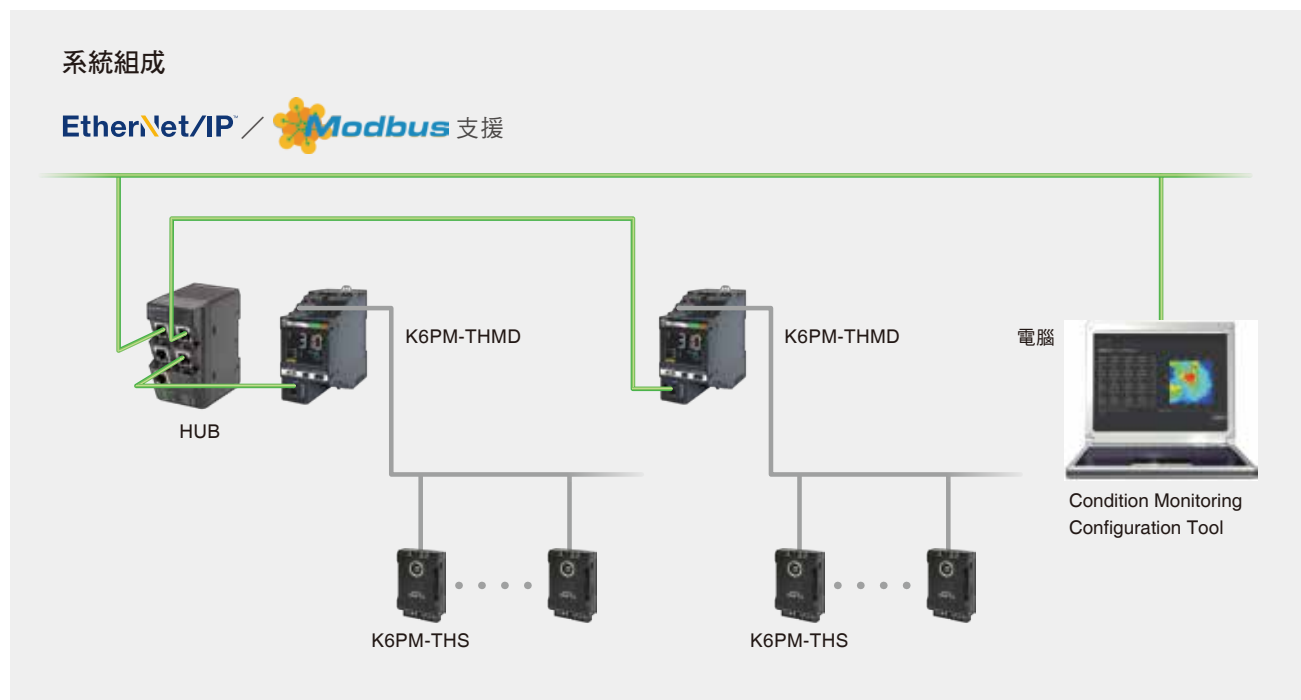 系統組成
EtherNet/IP™ / Modbus 支援
K6PM-THMD
K6PM-THMD
電腦
HUB
Condition Monitoring
Configuration Tool
K6PM-THS
K6PM-THS